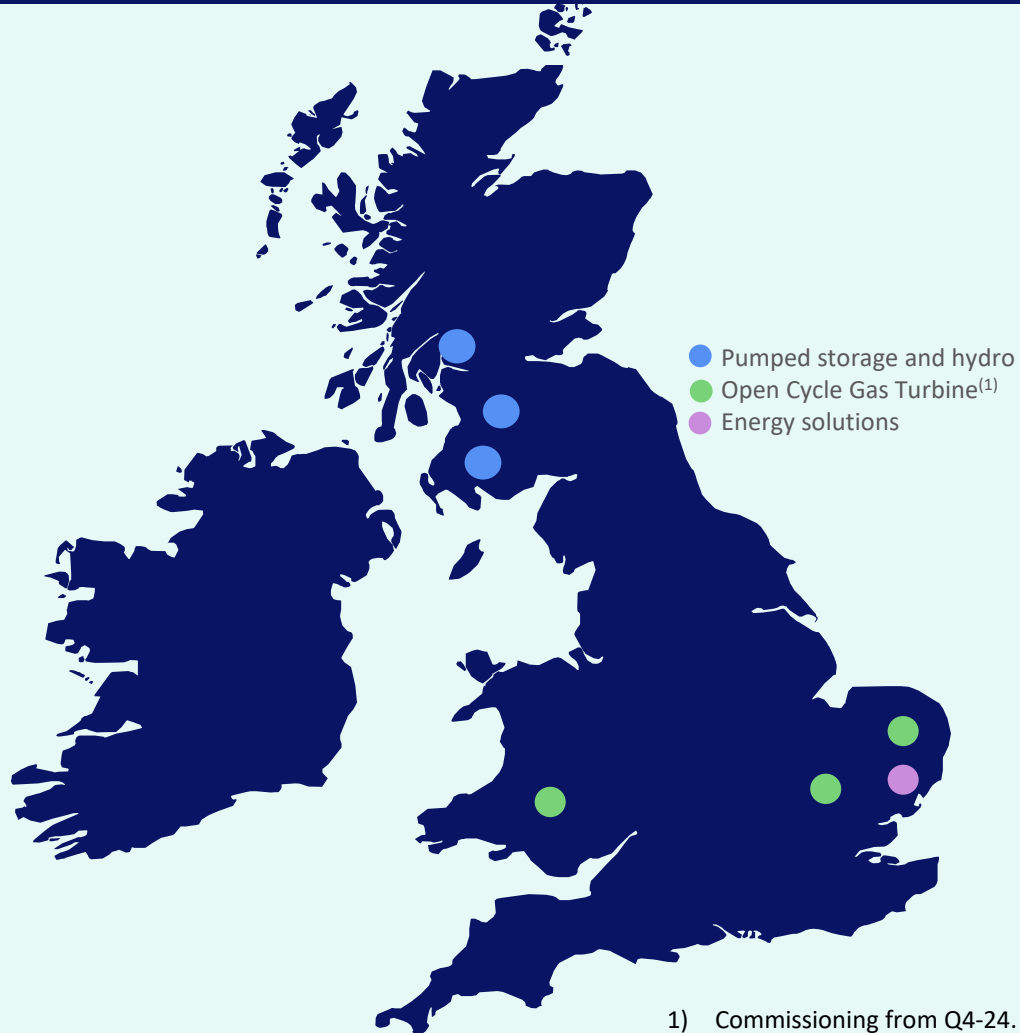 Pumped storage and hydro
Open Cycle Gas Turbine(1)
Energy solutions
1) Commissioning from Q4-24.